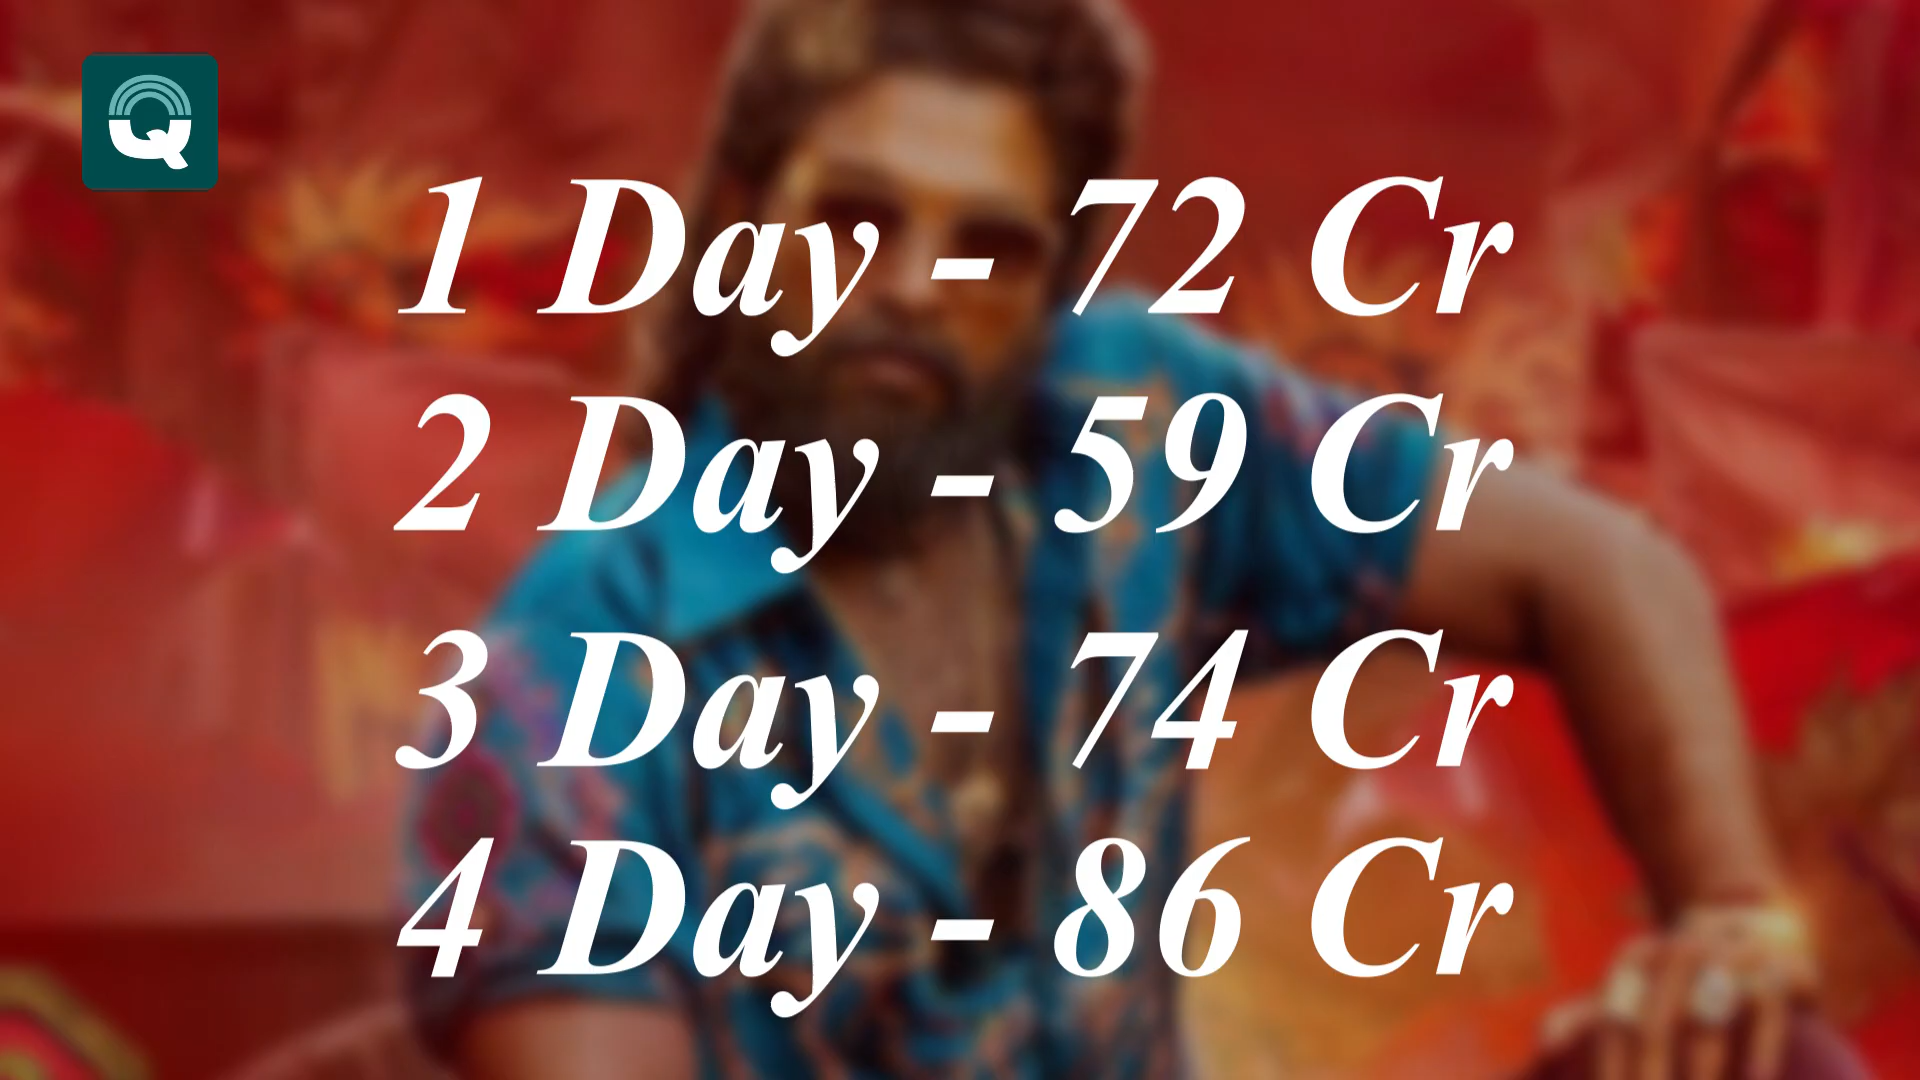 Q
1 Day - 72 Cr
2 Day - 59 Cr
3 Day - 74 Cr
4 Day - 86 Cr